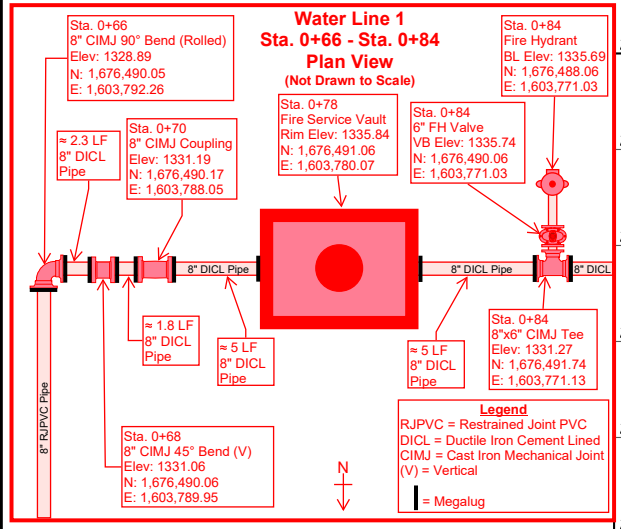 Water Line 1
Sta. 0+66 - Sta. 0+84
Plan View
(Not Drawn to Scale)
Sta. 0+66
8" CIMJ 90° Bend (Rolled)
Elev: 1328.89
N: 1,676,490.05
E: 1,603,792.26
≈ 2.3 LF
8" DICL
Pipe
Sta. 0+70
8" CIMJ Coupling
Elev: 1331.19
N: 1,676,490.17
E: 1,603,788.05
Sta. 0+78
Fire Service Vault
Rim Elev: 1335.84
N: 1,676,491.06
E: 1,603,780.07
Sta. 0+84
6" FH Valve
VB Elev: 1335.74
N: 1,676,490.06
E: 1,603,771.03
Sta. 0+84
Fire Hydrant
BL Elev: 1335.69
N: 1,676,488.06
E: 1,603,771.03
8" DICL Pipe
8" DICL Pipe
8" DICL
≈ 1.8 LF
8" DICL
Pipe
≈ 5 LF
8" DICL
Pipe
≈ 5 LF
8" DICL
Pipe
Sta. 0+84
8"x6" CIMJ Tee
Elev: 1331.27
N: 1,676,491.74
E: 1,603,771.13
8" RJPVC Pipe
Sta. 0+68
8" CIMJ 45° Bend (V)
Elev: 1331.06
N: 1,676,490.06
E: 1,603,789.95
N
Legend
RJPVC = Restrained Joint PVC
DICL = Ductile Iron Cement Lined
CIMJ = Cast Iron Mechanical Joint
(V) = Vertical
= Megalug